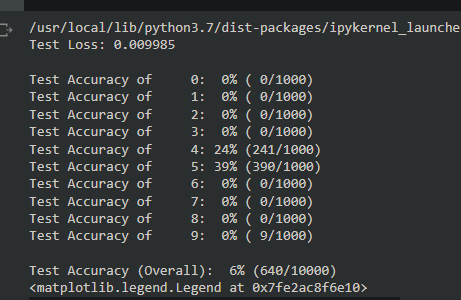 /usr/local/lib/python3.7/dist-packages/ipykernel_launche
Test Loss: 0.009985
Test Accuracy of     0:  0% ( 0/1000)
Test Accuracy of     1:  0% ( 0/1000)
Test Accuracy of     2:  0% ( 0/1000)
Test Accuracy of     3:  0% ( 0/1000)
Test Accuracy of     4: 24% (241/1000)
Test Accuracy of     5: 39% (390/1000)
Test Accuracy of     6:  0% ( 0/1000)
Test Accuracy of     7:  0% ( 0/1000)
Test Accuracy of     8:  0% ( 0/1000)
Test Accuracy of     9:  0% ( 9/1000)
Test Accuracy (Overall):  6% (640/10000)
<matplotlib.legend.Legend at 0x7fe2ac8f6e10>